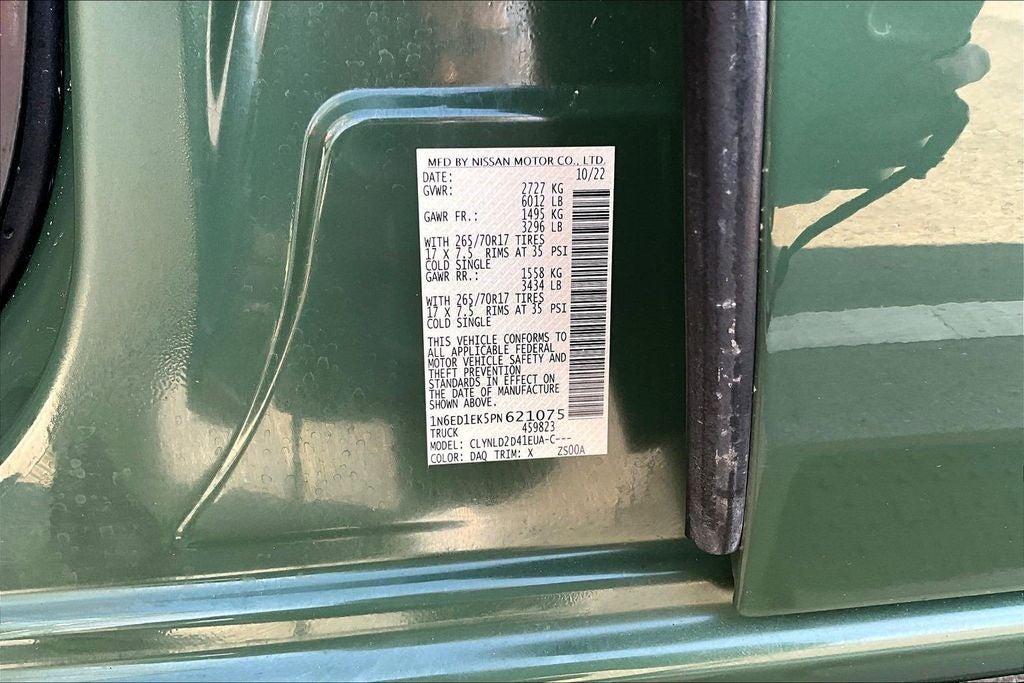 MFD BY NISSAN MOTOR CO., LTD.
DATE: 10/22
GVWR: 2727 KG
6012 LB
GAWR FR.: 1495 KG
3296 LB
WITH 265/70R17 TIRES
17 X 7.5 RIMS AT 35 PSI
COLD SINGLE
GAWR RR.: 1558 KG
3434 LB
WITH 265/70R17 TIRES
17 X 7.5 RIMS AT 35 PSI
COLD SINGLE
THIS VEHICLE CONFORMS TO
ALL APPLICABLE FEDERAL
MOTOR VEHICLE SAFETY AND
THEFT PREVENTION
STANDARDS IN EFFECT ON
THE DATE OF MANUFACTURE
SHOWN ABOVE.
1N6ED1EK5PN621075
TRUCK 459823
MODEL: CLYNLD2D41EUA-C---
COLOR: DAQ TRIM: X ZS00A